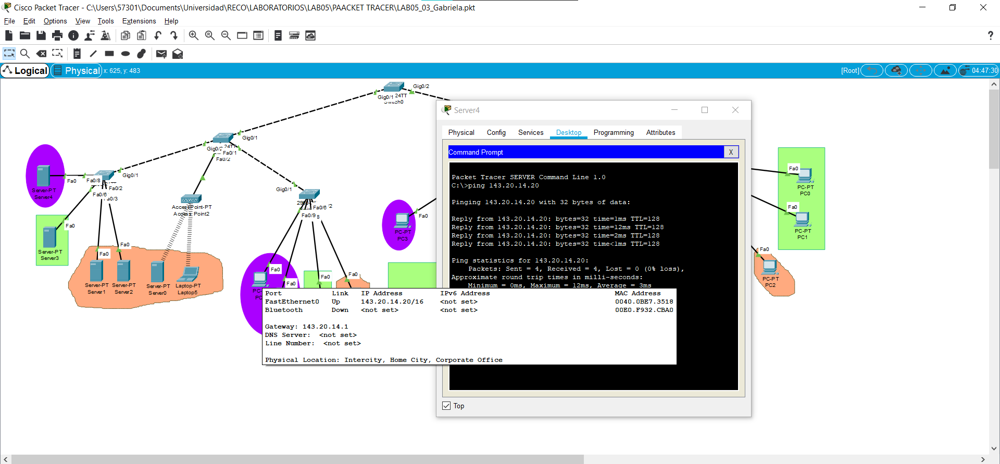 Cisco Packet Tracer - C:\Users\57301\Documents\Universidad\RECO\LABORATORIOS\LAB05\PAACKET TRACER\LAB05_03_Gabriela.pkt
File Edit Options View Tools Extensions Help
?
Logical Physical x: 625, y: 483 [Root] 04:47:30
Gig0/2
Gig0/1 24TT
Switch0
Gig0/1
Gig0/2 24TT
Fa0/1
Fa0/2
Fa0 Fa0/8
Gig0/1
Fa0/2
Fa0/6
Server-PT
Server4
Gig0/1
AccessPoint-PT
Access Point2
Fa0/6
Fa0/9
Fa0
Server-PT
Server3
Fa0
Fa0
Server-PT
Server1
Server-PT
Server2
Server-PT
Server0
Laptop-PT
Laptop5
Fa0
Fa0
Fa0
Fa0
Fa0
PC-PT
PC3
Server4
Physical Config Services Desktop Programming Attributes
Command Prompt X
Packet Tracer SERVER Command Line 1.0
C:\>ping 143.20.14.20
Pinging 143.20.14.20 with 32 bytes of data:
Reply from 143.20.14.20: bytes=32 time=1ms TTL=128
Reply from 143.20.14.20: bytes=32 time=12ms TTL=128
Reply from 143.20.14.20: bytes=32 time=2ms TTL=128
Reply from 143.20.14.20: bytes=32 time<1ms TTL=128
Ping statistics for 143.20.14.20:
Packets: Sent = 4, Received = 4, Lost = 0 (0% loss),
Approximate round trip times in milli-seconds:
Minimum = 0ms, Maximum = 12ms, Average = 3ms
Port Link IP Address IPv6 Address MAC Address
FastEthernet0 Up 143.20.14.20/16 <not set> 0040.0BE7.3518
Bluetooth Down <not set> <not set> 00E0.F932.CBA0
Gateway: 143.20.14.1
DNS Server: <not set>
Line Number: <not set>
Physical Location: Intercity, Home City, Corporate Office
Top
Fa0
PC-PT
PC0
Fa0
PC-PT
PC1
Fa0
PC-PT
PC2